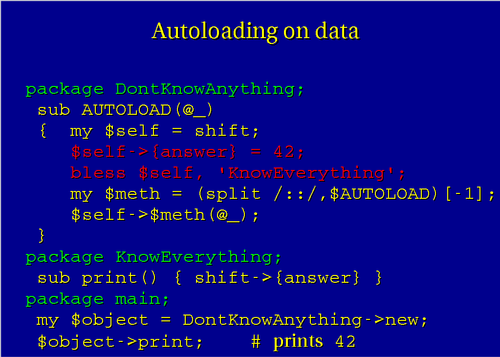 Autoloading on data
package DontKnowAnything;
sub AUTOLOAD(@_)
{  my $self = shift;
$self->{answer} = 42;
bless $self, 'KnowEverything';
my $meth = (split /::/,$AUTOLOAD)[-1];
$self->$meth(@_);
}
package KnowEverything;
sub print() { shift->{answer} }
package main;
my $object = DontKnowAnything->new;
$object->print;    # prints 42